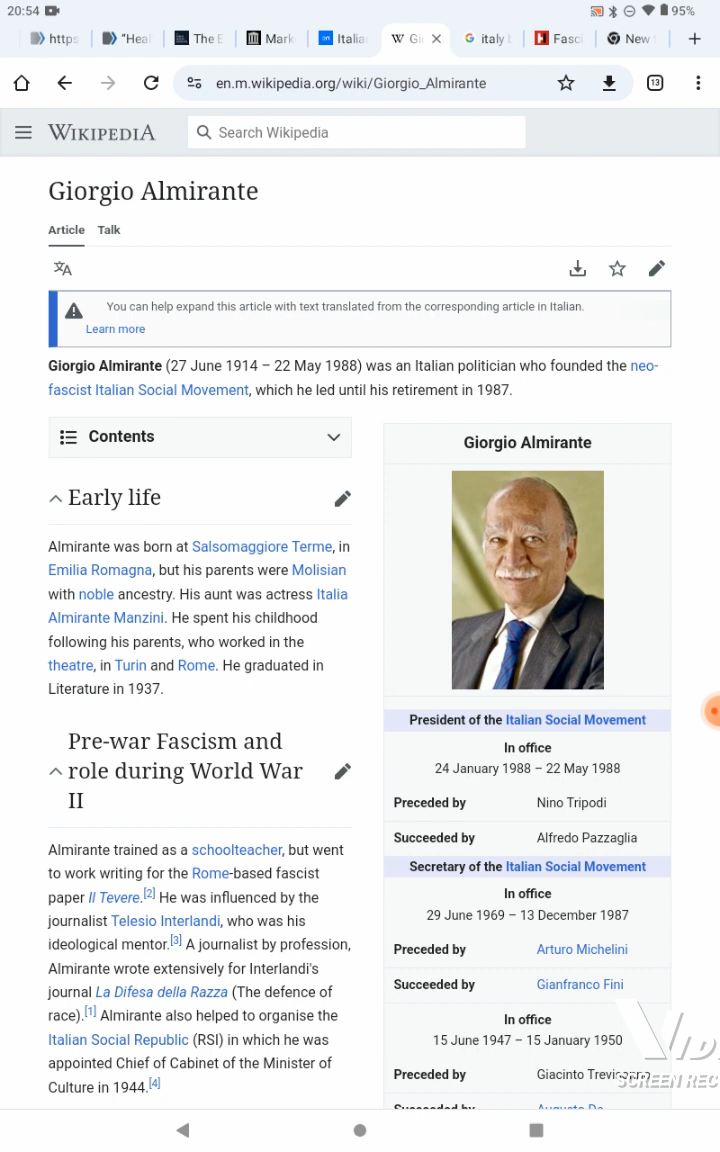 20:54 95%
https "Heal The E Mark Italia W Gi italy b Fasci New
en.m.wikipedia.org/wiki/Giorgio_Almirante 13
WIKIPEDIA Search Wikipedia
Giorgio Almirante
Article Talk
You can help expand this article with text translated from the corresponding article in Italian.
Learn more
Giorgio Almirante (27 June 1914 – 22 May 1988) was an Italian politician who founded the neo-
fascist Italian Social Movement, which he led until his retirement in 1987.
Contents
Early life
Almirante was born at Salsomaggiore Terme, in
Emilia Romagna, but his parents were Molisian
with noble ancestry. His aunt was actress Italia
Almirante Manzini. He spent his childhood
following his parents, who worked in the
theatre, in Turin and Rome. He graduated in
Literature in 1937.
Pre-war Fascism and
role during World War
II
Almirante trained as a schoolteacher, but went
to work writing for the Rome-based fascist
paper Il Tevere.[2] He was influenced by the
journalist Telesio Interlandi, who was his
ideological mentor.[3] A journalist by profession,
Almirante wrote extensively for Interlandi's
journal La Difesa della Razza (The defence of
race).[1] Almirante also helped to organise the
Italian Social Republic (RSI) in which he was
appointed Chief of Cabinet of the Minister of
Culture in 1944.[4]
Giorgio Almirante
President of the Italian Social Movement
In office
24 January 1988 – 22 May 1988
Preceded by Nino Tripodi
Succeeded by Alfredo Pazzaglia
Secretary of the Italian Social Movement
In office
29 June 1969 – 13 December 1987
Preceded by Arturo Michelini
Succeeded by Gianfranco Fini
In office
15 June 1947 – 15 January 1950
Preceded by Giacinto
Succeeded by Augusto De
SCREEN REC